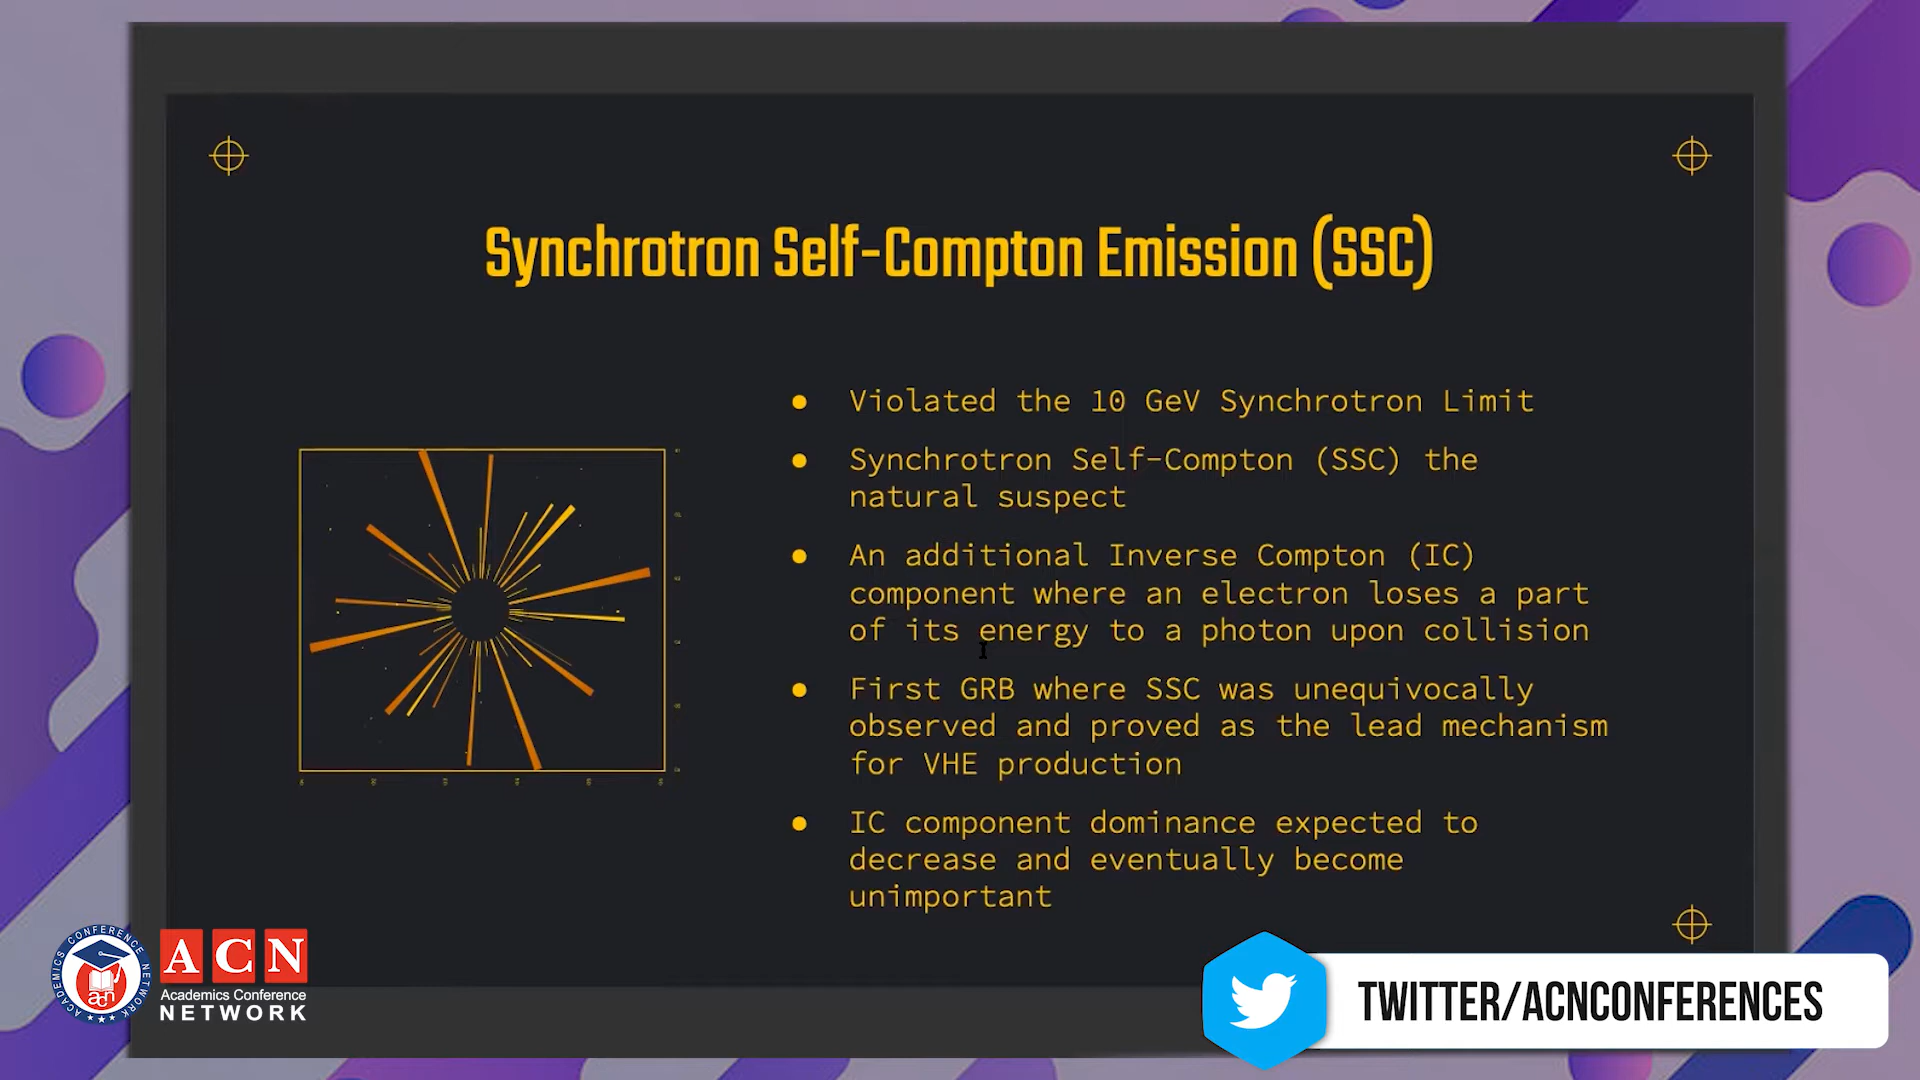 Synchrotron Self-Compton Emission (SSC)
● Violated the 10 GeV Synchrotron Limit
● Synchrotron Self-Compton (SSC) the
natural suspect
● An additional Inverse Compton (IC)
component where an electron loses a part
of its energy to a photon upon collision
● First GRB where SSC was unequivocally
observed and proved as the lead mechanism
for VHE production
● IC component dominance expected to
decrease and eventually become
unimportant
ACADEMICS CONFERENCE NETWORK
acn
ACN
Academics Conference
NETWORK
TWITTER/ACNCONFERENCES